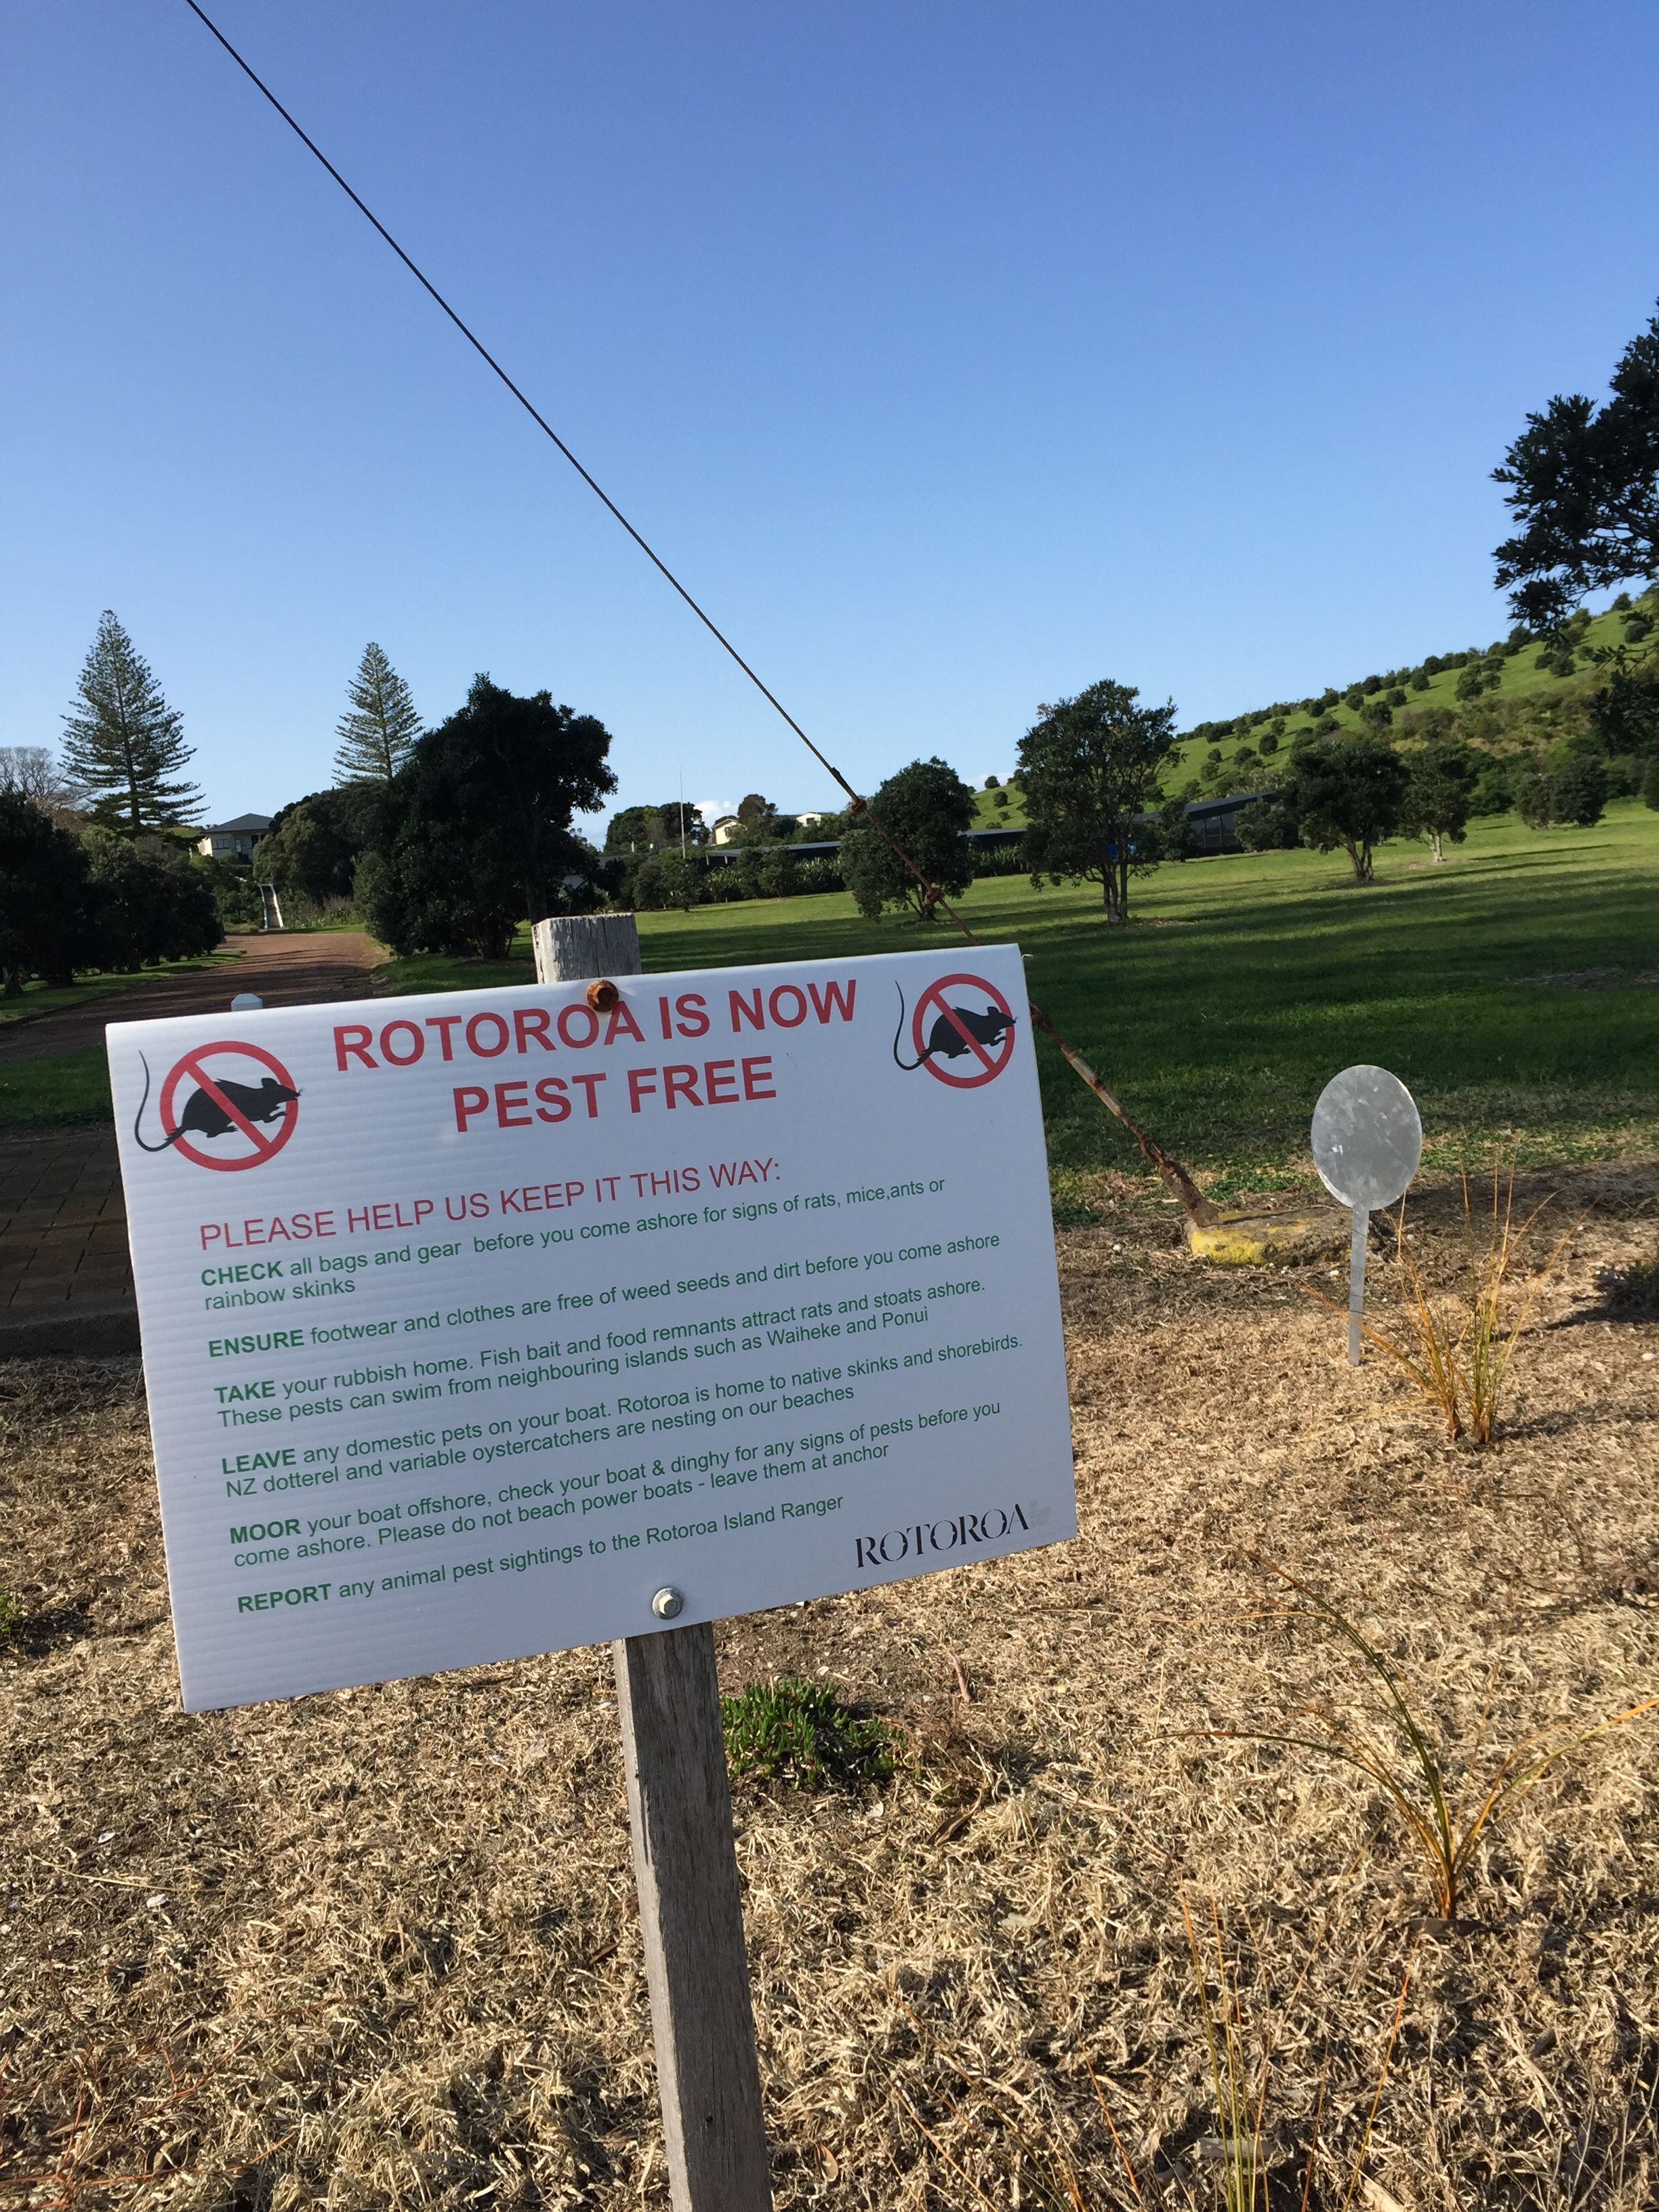 ROTOROA IS NOW
PEST FREE
PLEASE HELP US KEEP IT THIS WAY:
CHECK all bags and gear before you come ashore for signs of rats, mice,ants or
rainbow skinks
ENSURE footwear and clothes are free of weed seeds and dirt before you come ashore
TAKE your rubbish home. Fish bait and food remnants attract rats and stoats ashore.
These pests can swim from neighbouring islands such as Waiheke and Ponui
LEAVE any domestic pets on your boat. Rotoroa is home to native skinks and shorebirds.
NZ dotterel and variable oystercatchers are nesting on our beaches
MOOR your boat offshore, check your boat & dinghy for any signs of pests before you
come ashore. Please do not beach power boats - leave them at anchor
REPORT any animal pest sightings to the Rotoroa Island Ranger
ROTOROA